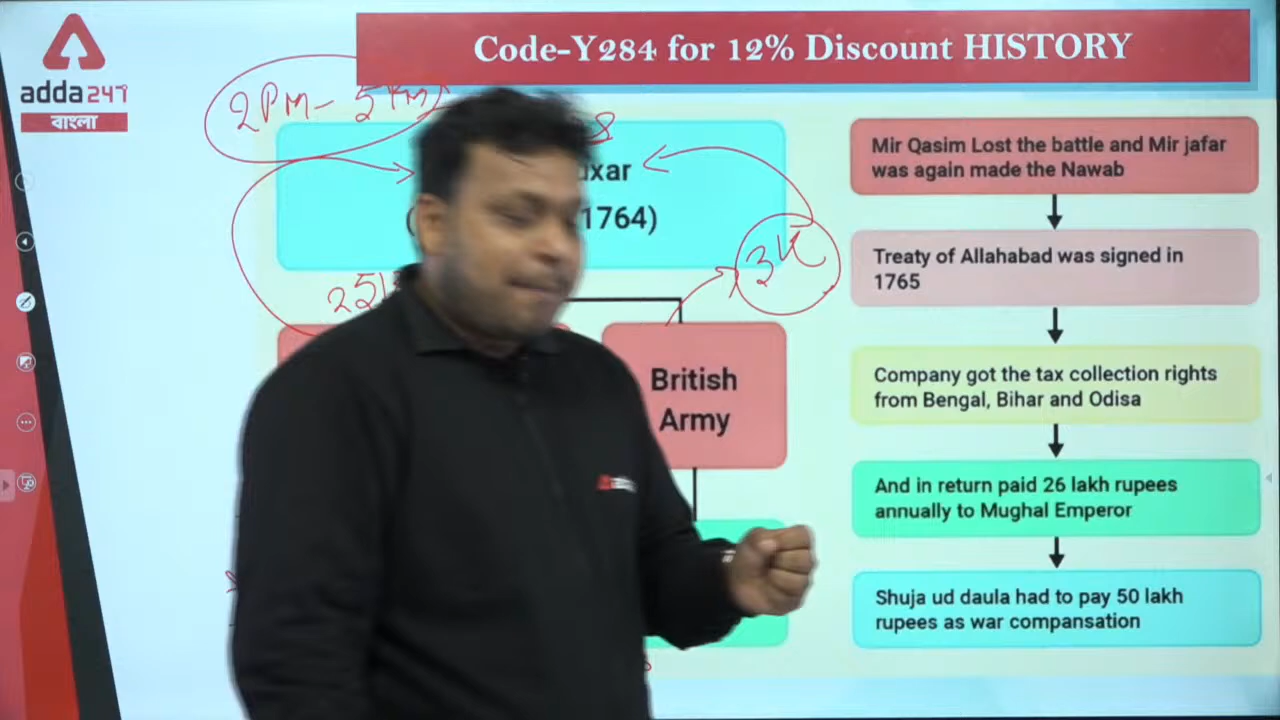 Code-Y284 for 12% Discount HISTORY
adda247
বাংলা
2PM - 5PM
1764)
3K
British
Army
Mir Qasim Lost the battle and Mir jafar
was again made the Nawab
Treaty of Allahabad was signed in
1765
Company got the tax collection rights
from Bengal, Bihar and Odisa
And in return paid 26 lakh rupees
annually to Mughal Emperor
Shuja ud daula had to pay 50 lakh
rupees as war compansation